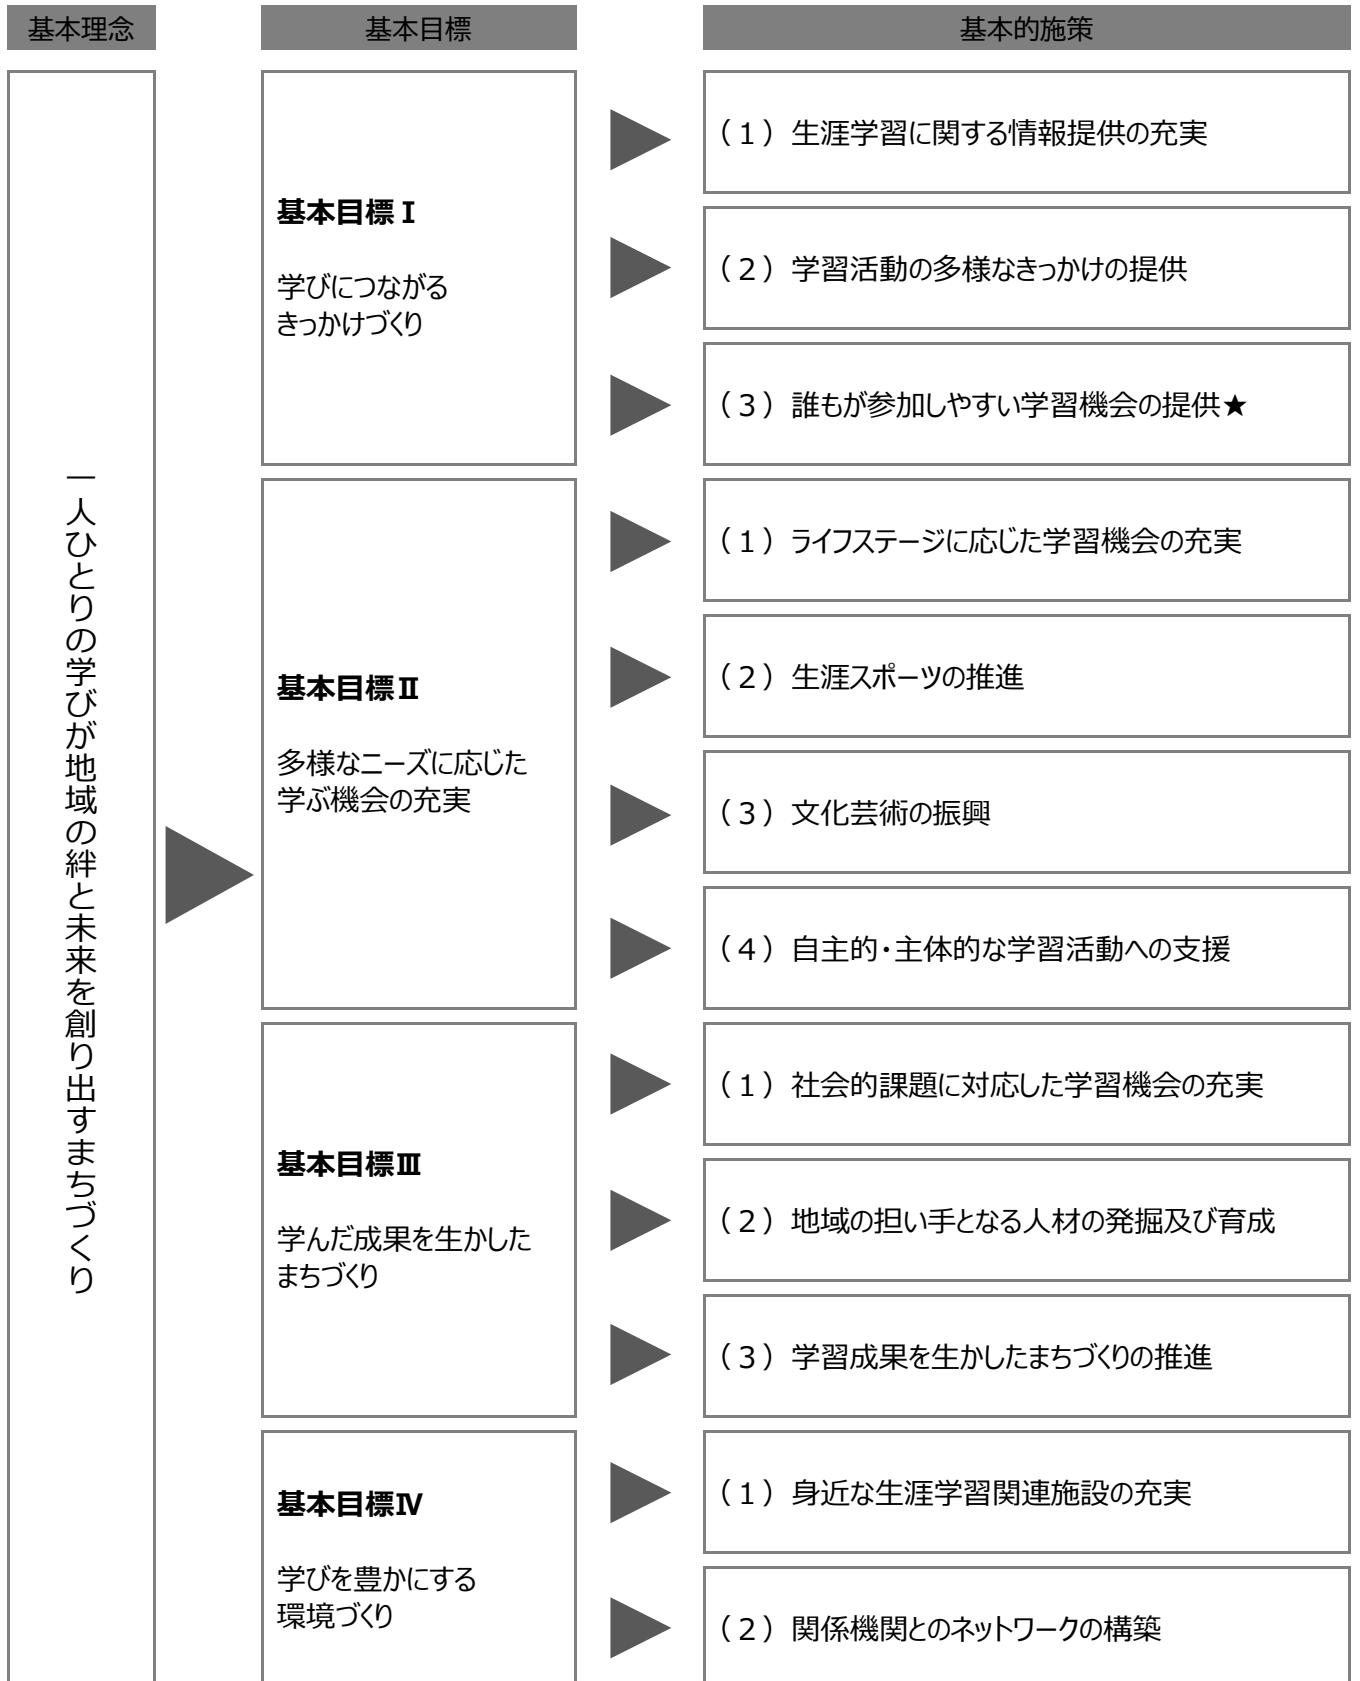 基本理念
基本目標
基本的施策
一人ひとりの学びが地域の絆と未来を創り出すまちづくり
基本目標Ⅰ
学びにつながる
きっかけづくり
（１）生涯学習に関する情報提供の充実
（２）学習活動の多様なきっかけの提供
（３）誰もが参加しやすい学習機会の提供★
基本目標Ⅱ
多様なニーズに応じた
学ぶ機会の充実
（１）ライフステージに応じた学習機会の充実
（２）生涯スポーツの推進
（３）文化芸術の振興
（４）自主的・主体的な学習活動への支援
基本目標Ⅲ
学んだ成果を生かした
まちづくり
（１）社会的課題に対応した学習機会の充実
（２）地域の担い手となる人材の発掘及び育成
（３）学習成果を生かしたまちづくりの推進
基本目標Ⅳ
学びを豊かにする
環境づくり
（１）身近な生涯学習関連施設の充実
（２）関係機関とのネットワークの構築